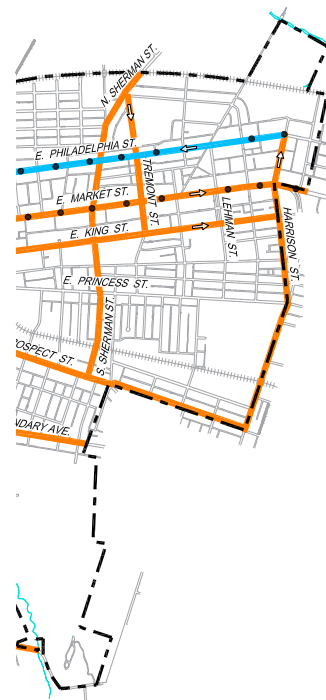 N. SHERMAN ST.
E. PHILADELPHIA ST.
TREMONT ST.
E. MARKET ST.
LEHMAN ST.
E. KING ST.
HARRISON ST.
E. PRINCESS ST.
S. SHERMAN ST.
ROSPECT ST.
NDARY AVE.